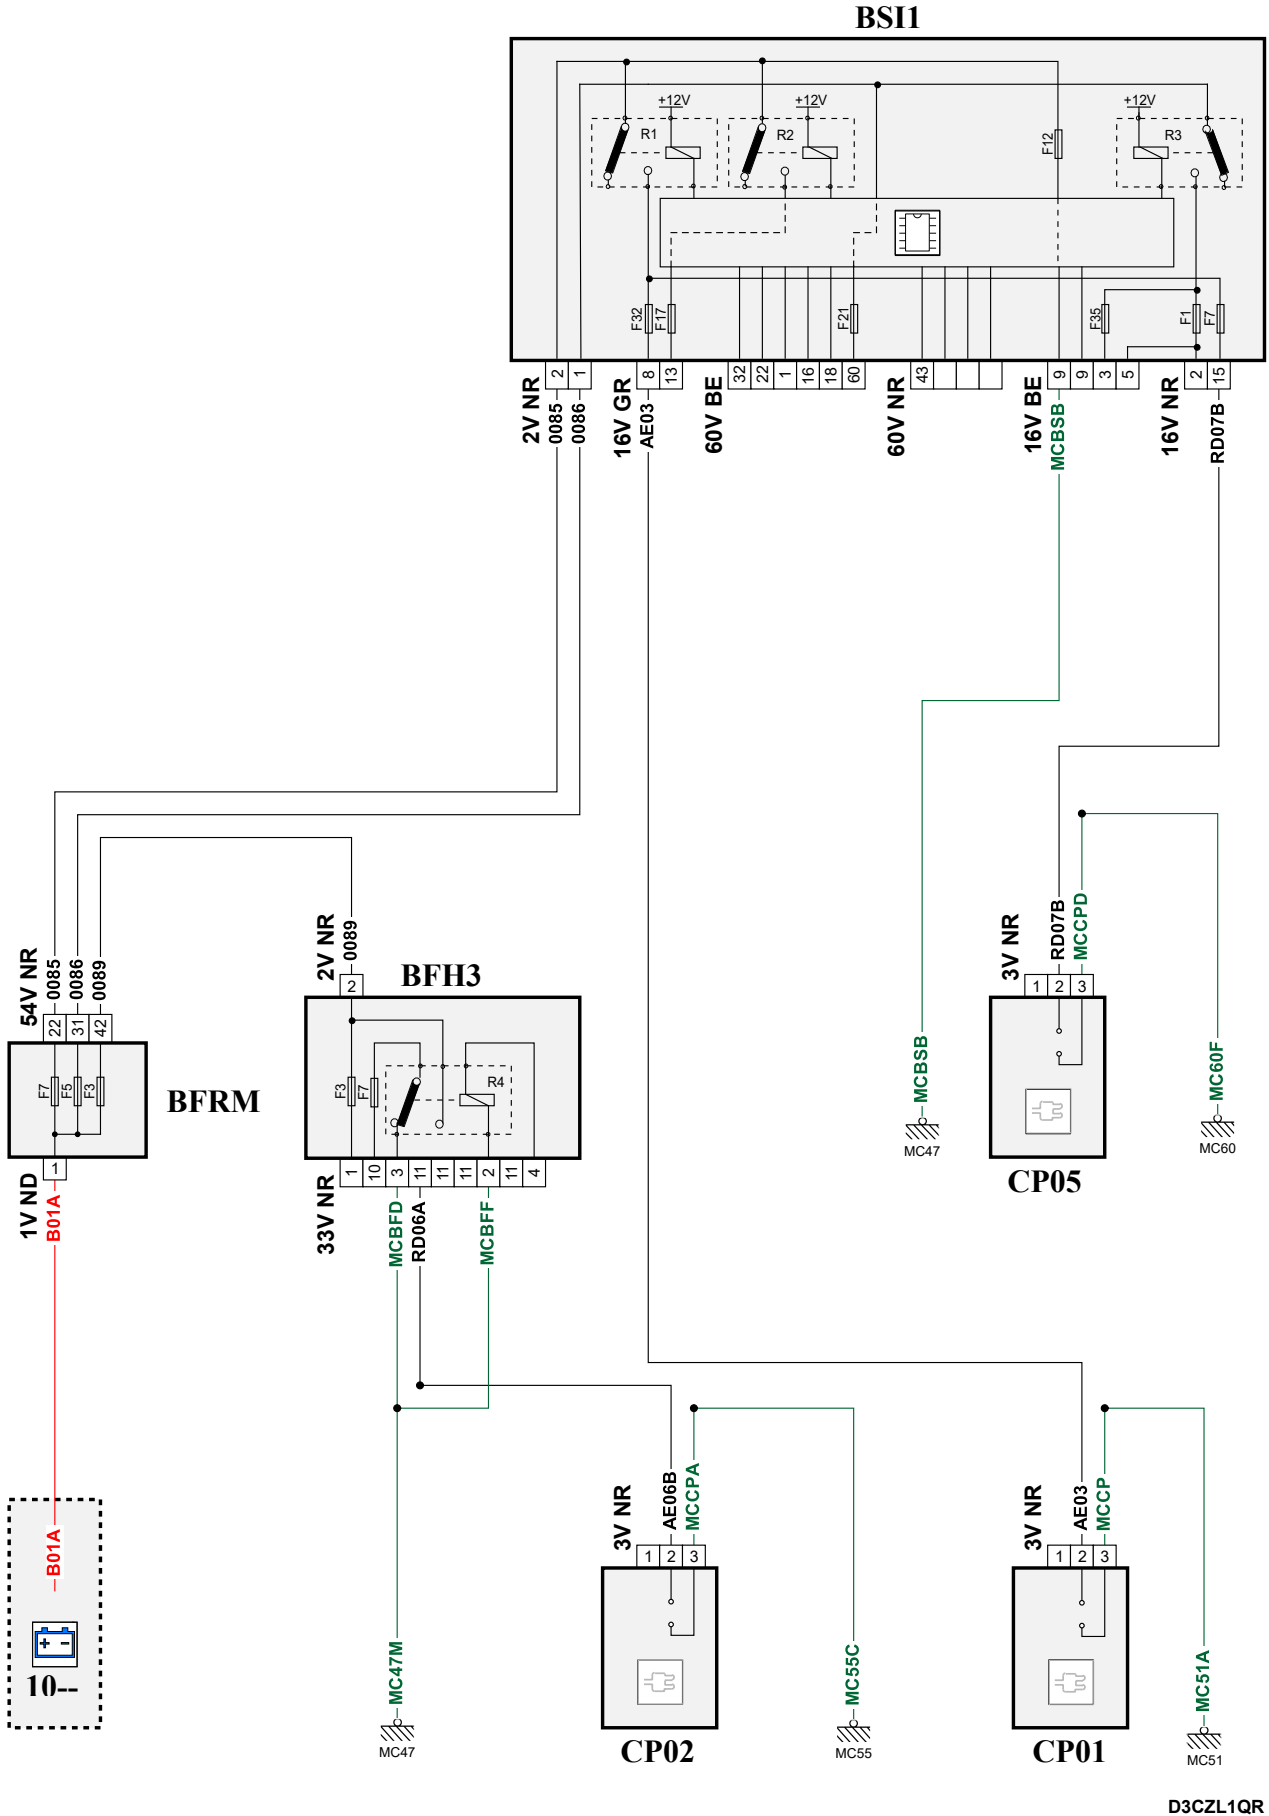 BSI1
+12V +12V +12V
R1 R2 F12 R3
F32 F17 F21 F35 F1 F7
2V NR 2 1 16V GR 8 13 60V BE 32 22 1 16 18 60 60V NR 43 16V BE 9 9 3 5 16V NR 2 15
0085 0086 AE03 MCBSB RD07B
54V NR 0085 0086 0089
22 31 42
F7 F5 F3
BFRM
1V ND 1
B01A
B01A
+ -
10--
2V NR 0089
2
BFH3
F3 F7 R4
33V NR 1 10 3 11 11 11 2 11 4
MCBFD RD06A MCBFF
MC47M
MC47
MCBSB
MC47
3V NR RD07B MCCPD
1 2 3
CP05
MC60F
MC60
3V NR AE06B MCCPA
1 2 3
CP02
MC55C
MC55
3V NR AE03 MCCP
1 2 3
CP01
MC51A
MC51
D3CZL1QR